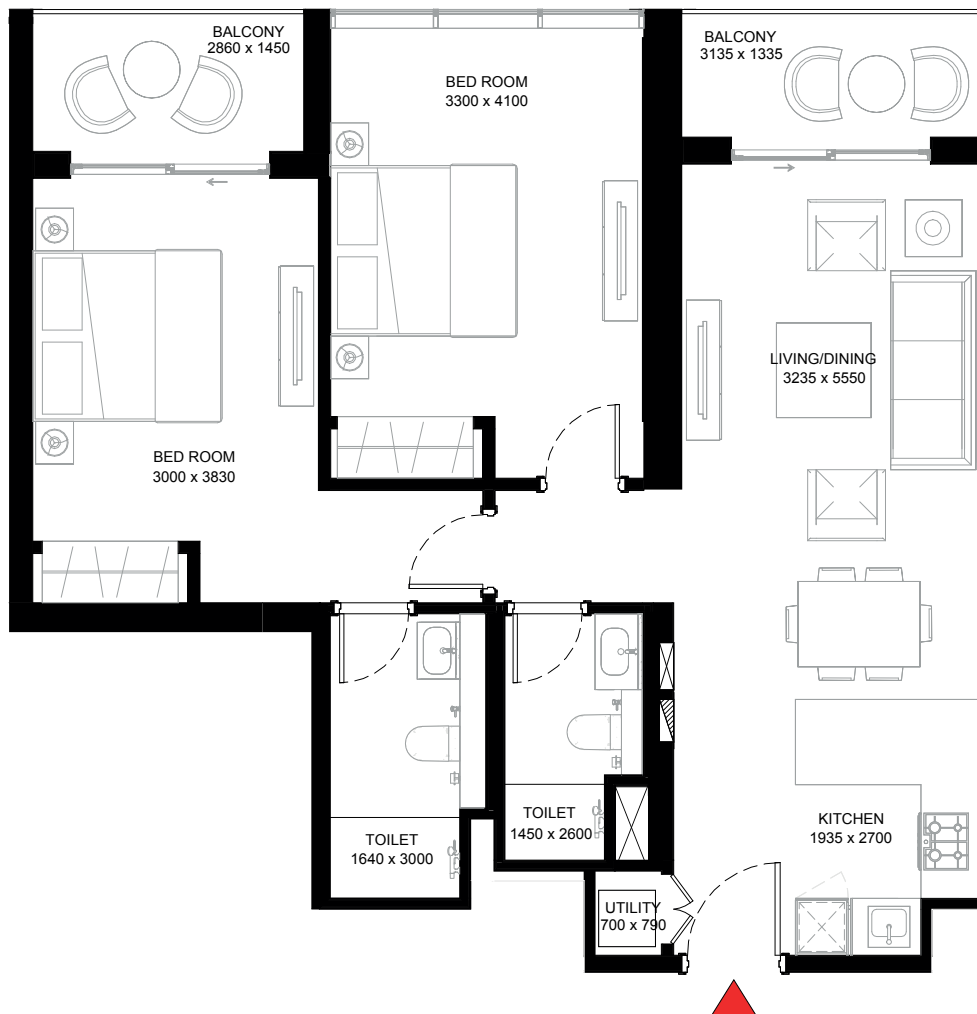 BALCONY
2860 x 1450
BALCONY
3135 x 1335
BED ROOM
3300 x 4100
LIVING/DINING
3235 x 5550
BED ROOM
3000 x 3830
TOILET
1640 x 3000
TOILET
1450 x 2600
KITCHEN
1935 x 2700
UTILITY
700 x 790